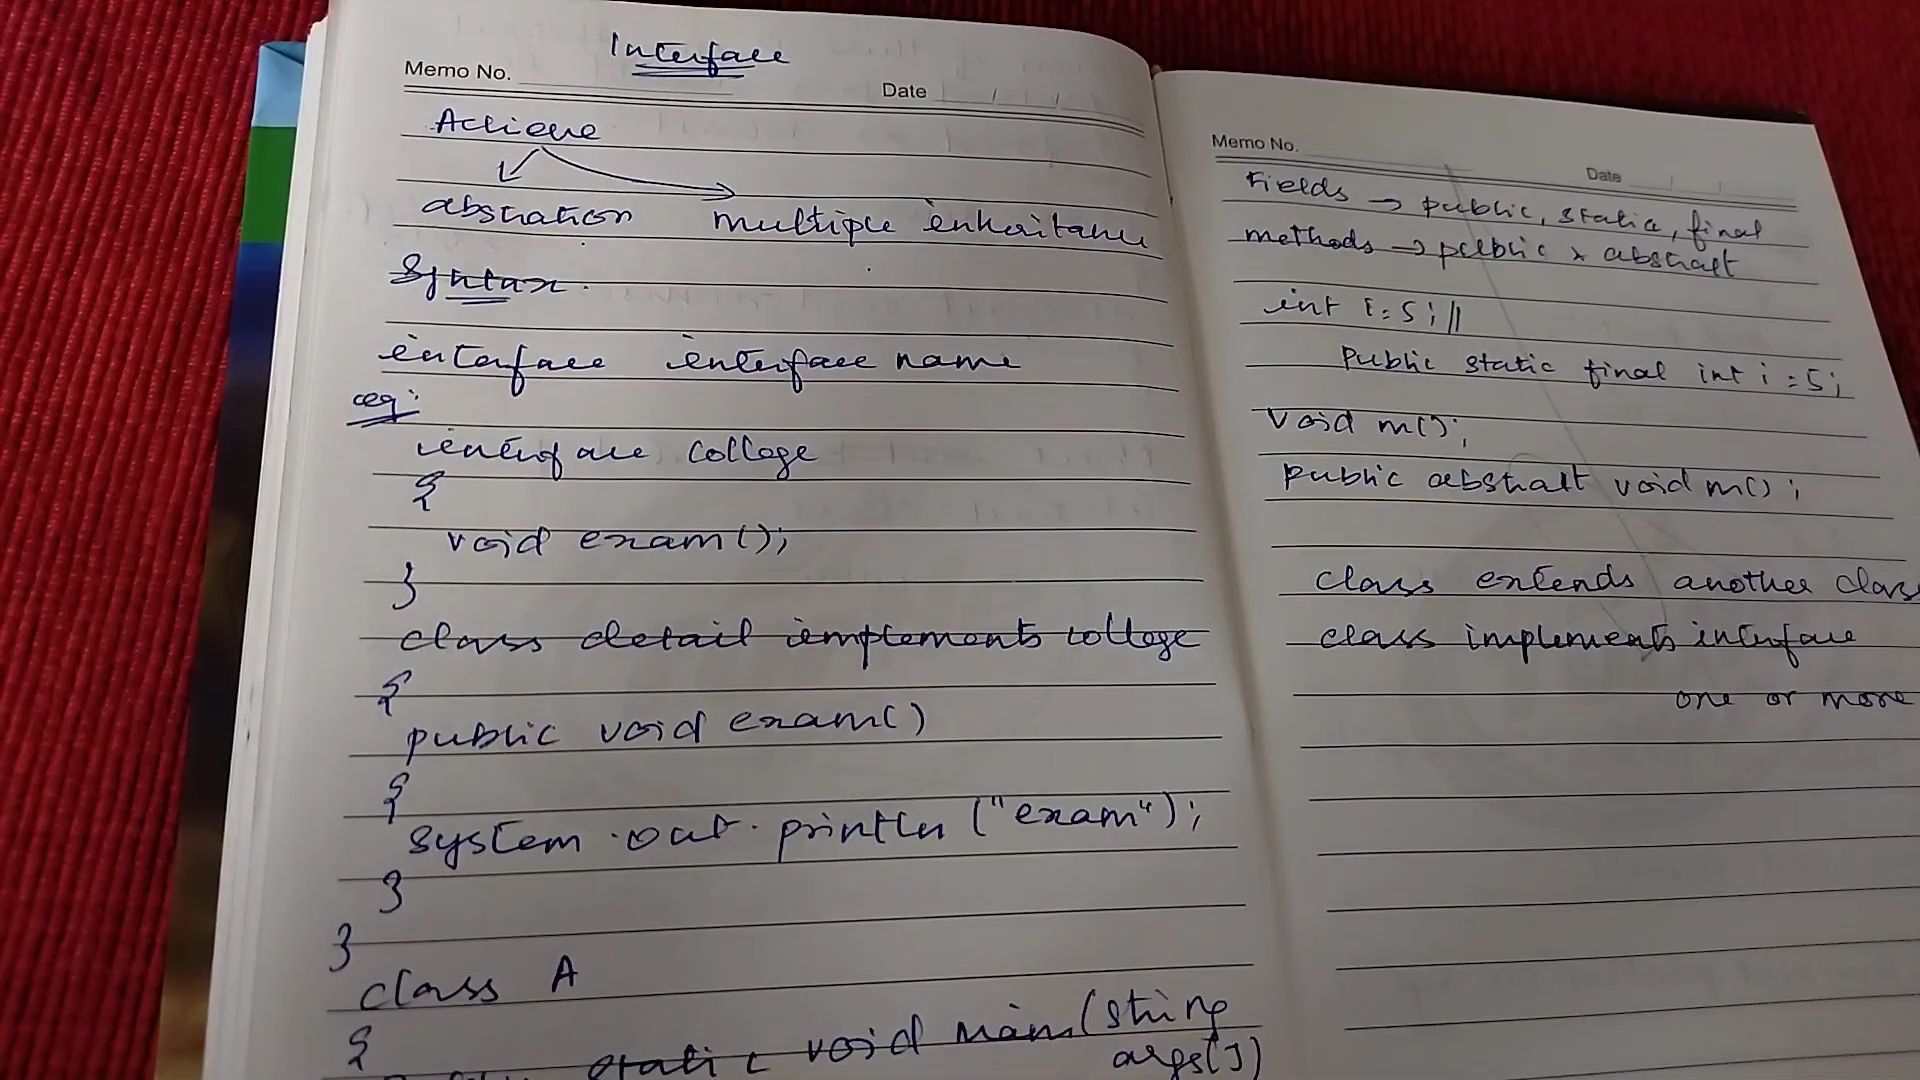 Interface
Memo No.
Date / /
Achieve
abstration multiple inheritance
Syntax.
interface interface name
eg:
interface College
{
void exam();
}
class detail implements college
{
public void exam()
{
system.out.println ("exam");
}
}
class A
{
static void main(String
args[])
Memo No.
Date / /
Fields → public, static, final
methods → public & abstract
int i=5; ||
Public static final int i=5;
void m();
public abstract void m();
class extends another class
class implements interface
one or more